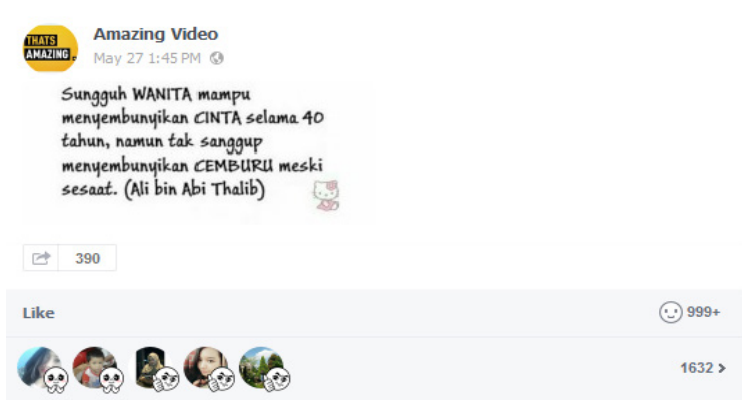 THATS
AMAZING
Amazing Video
May 27 1:45 PM
Sungguh WANITA mampu
menyembunyikan CINTA selama 40
tahun, namun tak sanggup
menyembunyikan CEMBURU meski
sesaat. (Ali bin Abi Thalib)
390
Like
999+
1632